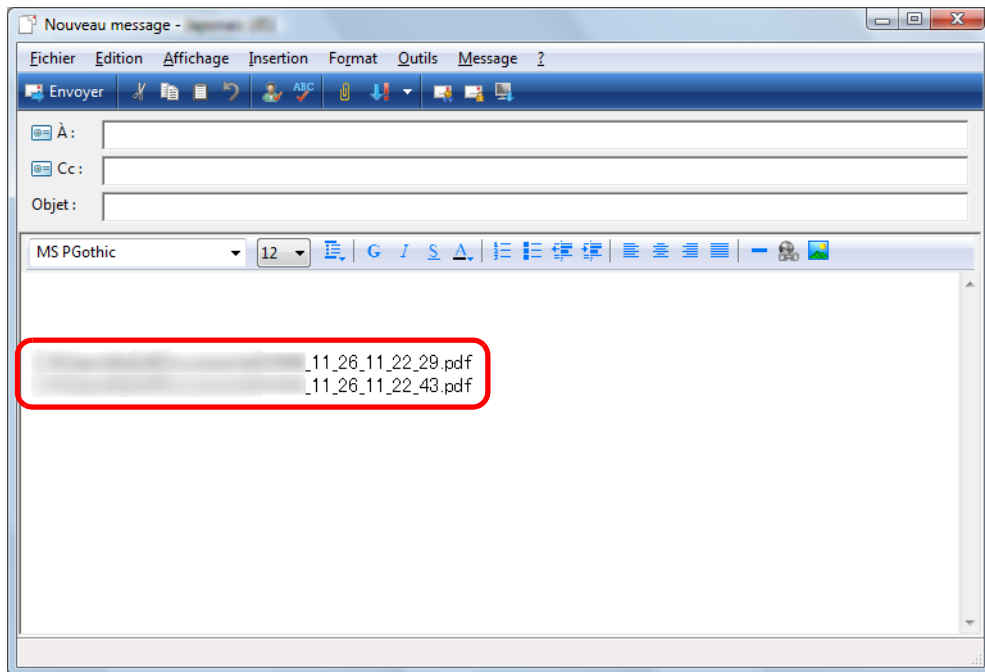 Nouveau message -
Fichier Edition Affichage Insertion Format Outils Message ?
Envoyer ABC
À :
Cc :
Objet :
MS PGothic 12 G I S A
_11_26_11_22_29.pdf
_11_26_11_22_43.pdf